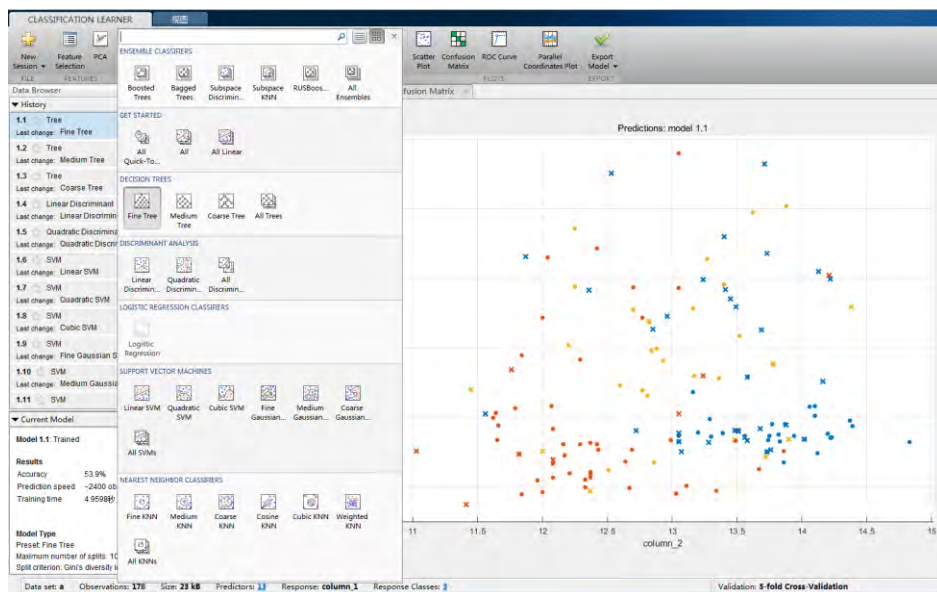 CLASSIFICATION LEARNER
视图
New Session
Feature Selection
PCA
Scatter Plot
Confusion Matrix
ROC Curve
Parallel Coordinates Plot
Export Model
FILE
FEATURES
PLOTS
EXPORT
Data Browser
fusion Matrix
History
1.1 Tree
Last change: Fine Tree
1.2 Tree
Last change: Medium Tree
1.3 Tree
Last change: Coarse Tree
1.4 Linear Discriminant
Last change: Linear Discrimin
1.5 Quadratic Discrimina
Last change: Quadratic Discri
1.6 SVM
Last change: Linear SVM
1.7 SVM
Last change: Quadratic SVM
1.8 SVM
Last change: Cubic SVM
1.9 SVM
Last change: Fine Gaussian S
1.10 SVM
Last change: Medium Gaussia
1.11 SVM
Current Model
Model 1.1: Trained
Results
Accuracy 53.9%
Prediction speed ~2400 ob
Training time 4.9598秒
Model Type
Preset: Fine Tree
Maximum number of splits: 10
Split criterion: Gini's diversity i
ENSEMBLE CLASSIFIERS
Boosted Trees
Bagged Trees
Subspace Discrimin...
Subspace KNN
RUSBoos...
All Ensembles
GET STARTED
All Quick-To...
All
All Linear
DECISION TREES
Fine Tree
Medium Tree
Coarse Tree
All Trees
DISCRIMINANT ANALYSIS
Linear Discrimin...
Quadratic Discrimin...
All Discrimin...
LOGISTIC REGRESSION CLASSIFIERS
Logistic Regression
SUPPORT VECTOR MACHINES
Linear SVM
Quadratic SVM
Cubic SVM
Fine Gaussian...
Medium Gaussian...
Coarse Gaussian...
All SVMs
NEAREST NEIGHBOR CLASSIFIERS
Fine KNN
Medium KNN
Coarse KNN
Cosine KNN
Cubic KNN
Weighted KNN
All KNNs
Predictions: model 1.1
11 11.5 12 12.5 13 13.5 14 14.5 15
column_2
Data set: a Observations: 178 Size: 23 kB Predictors: 13 Response: column_1 Response Classes: 3 Validation: 5-fold Cross-Validation